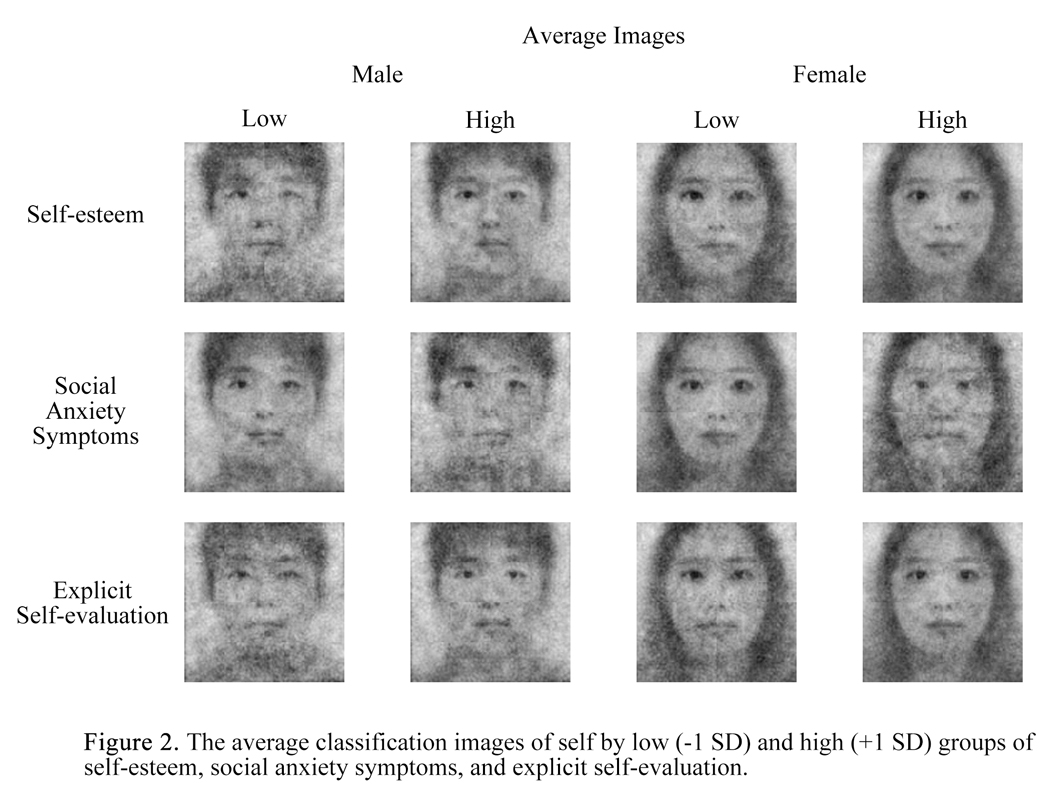 Average Images
Male
Female
Low
High
Low
High
Self-esteem
Social
Anxiety
Symptoms
Explicit
Self-evaluation
Figure 2. The average classification images of self by low (-1 SD) and high (+1 SD) groups of
self-esteem, social anxiety symptoms, and explicit self-evaluation.